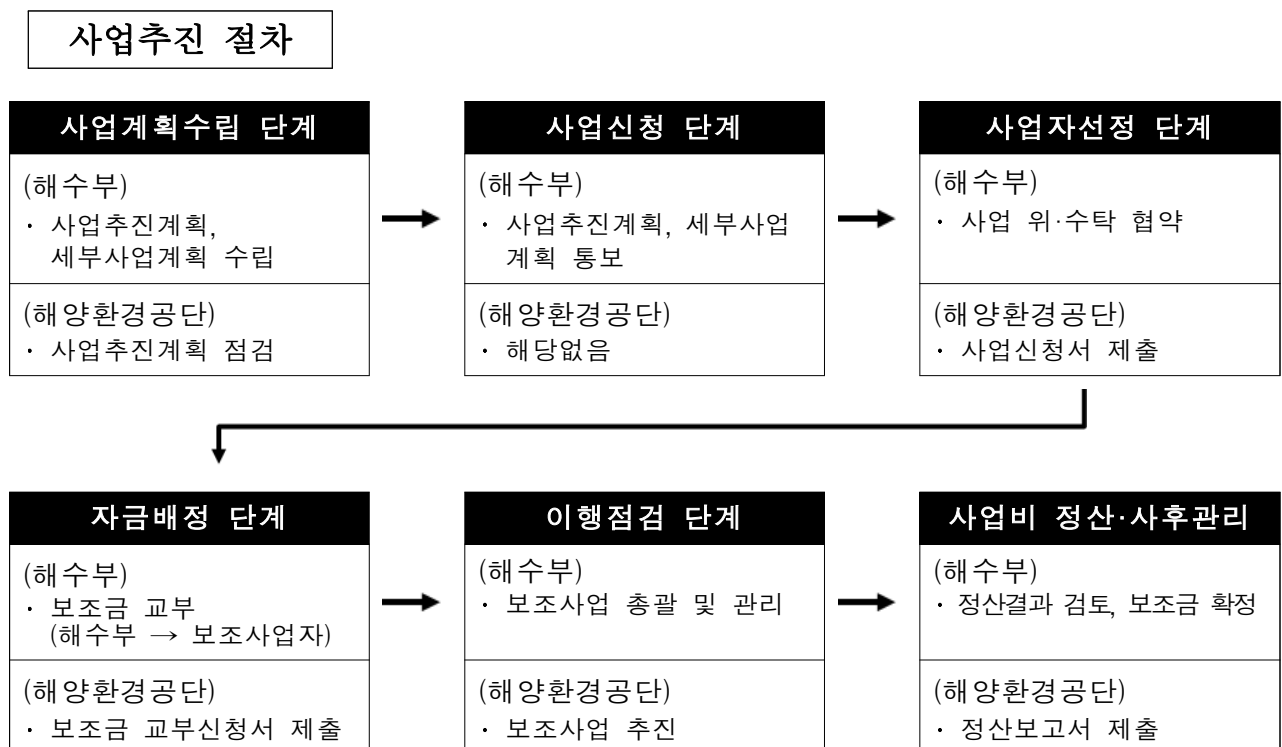 사업추진 절차
사업계획수립 단계
(해수부)
· 사업추진계획,
세부사업계획 수립
(해양환경공단)
· 사업추진계획 점검
사업신청 단계
(해수부)
· 사업추진계획, 세부사업
계획 통보
(해양환경공단)
· 해당없음
사업자선정 단계
(해수부)
· 사업 위·수탁 협약
(해양환경공단)
· 사업신청서 제출
자금배정 단계
(해수부)
· 보조금 교부
(해수부 → 보조사업자)
(해양환경공단)
· 보조금 교부신청서 제출
이행점검 단계
(해수부)
· 보조사업 총괄 및 관리
(해양환경공단)
· 보조사업 추진
사업비 정산·사후관리
(해수부)
· 정산결과 검토, 보조금 확정
(해양환경공단)
· 정산보고서 제출